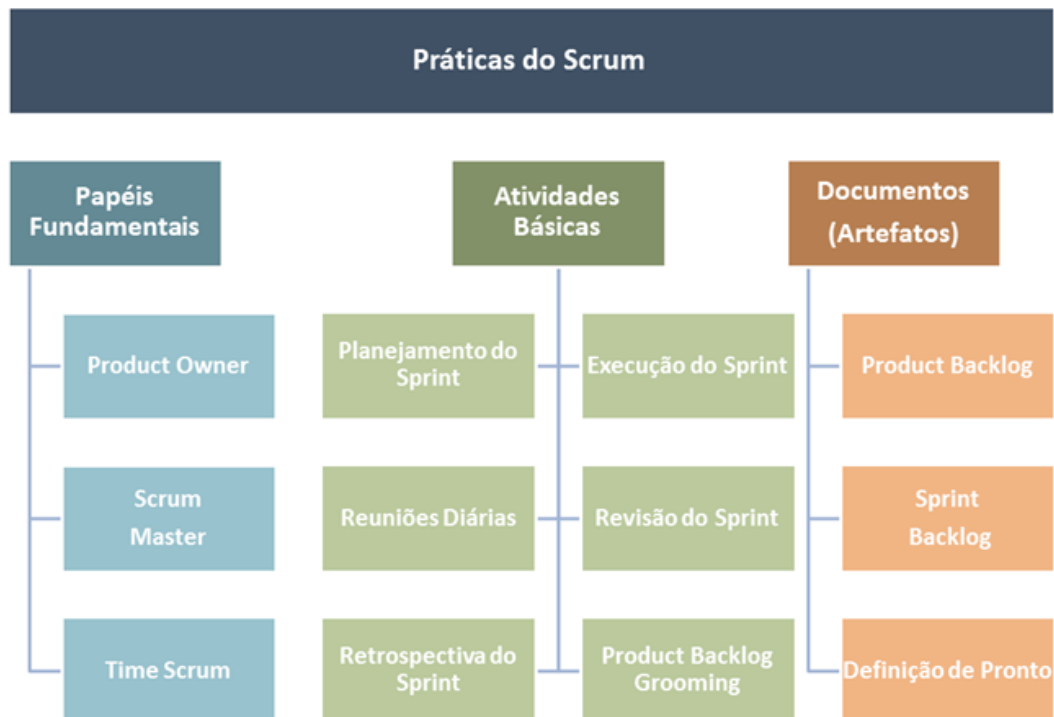 Práticas do Scrum
Papéis
Fundamentais
Atividades
Básicas
Documentos
(Artefatos)
Product Owner
Planejamento do
Sprint
Execução do Sprint
Product Backlog
Scrum
Master
Reuniões Diárias
Revisão do Sprint
Sprint
Backlog
Time Scrum
Retrospectiva do
Sprint
Product Backlog
Grooming
Definição de Pronto